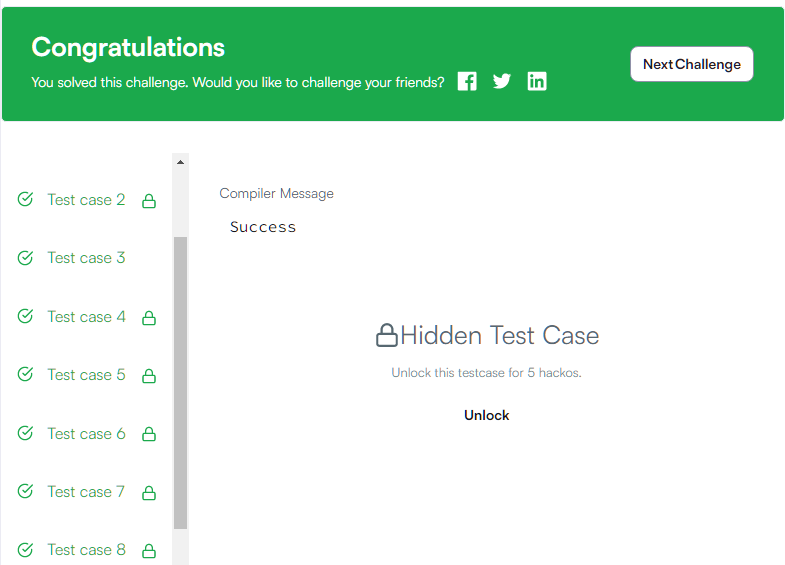 Congratulations
You solved this challenge. Would you like to challenge your friends?
Next Challenge
Test case 2
Test case 3
Test case 4
Test case 5
Test case 6
Test case 7
Test case 8
Compiler Message
Success
Hidden Test Case
Unlock this testcase for 5 hackos.
Unlock